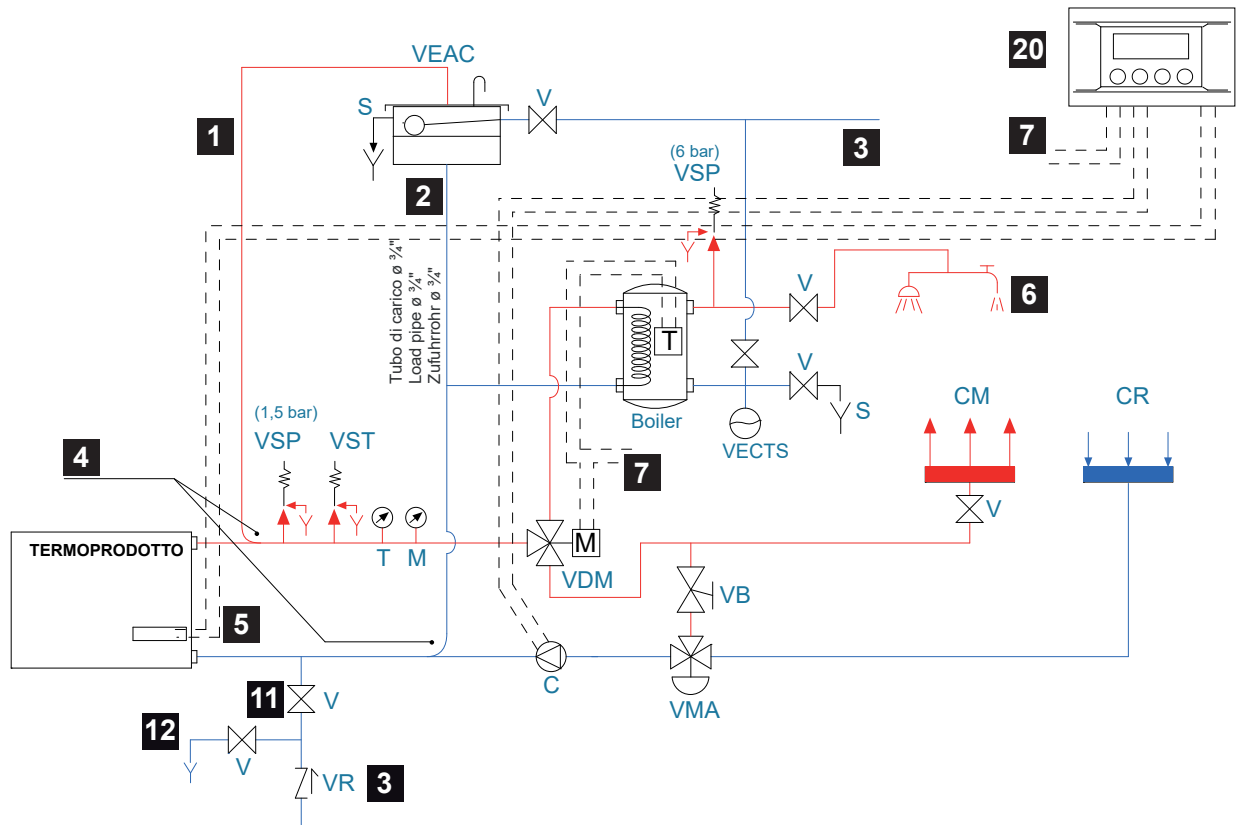 VEAC
20
S
V
1
3
7
(6 bar)
VSP
2
Tubo di carico ø ¾"
Load pipe ø ¾"
Zufuhrrohr ø ¾"
6
T
V
V
S
Boiler
VECTS
CM
CR
(1,5 bar)
VSP
VST
4
7
V
TERMOPRODOTTO
T
M
M
VDM
VB
5
C
VMA
11
V
12
V
VR
3